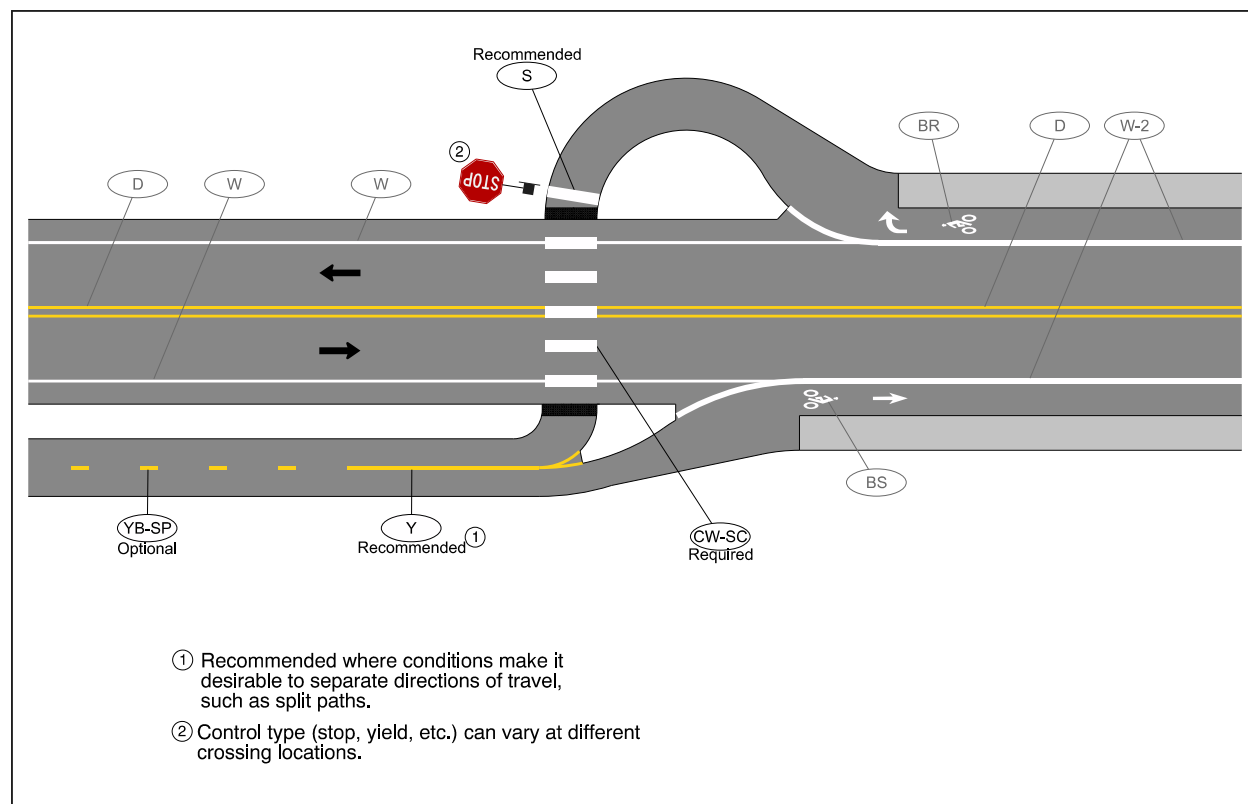 Recommended
S
BR
D
W-2
②
STOP
D
W
W
BS
YB-SP
Optional
Y
Recommended ①
CW-SC
Required
① Recommended where conditions make it
desirable to separate directions of travel,
such as split paths.
② Control type (stop, yield, etc.) can vary at different
crossing locations.